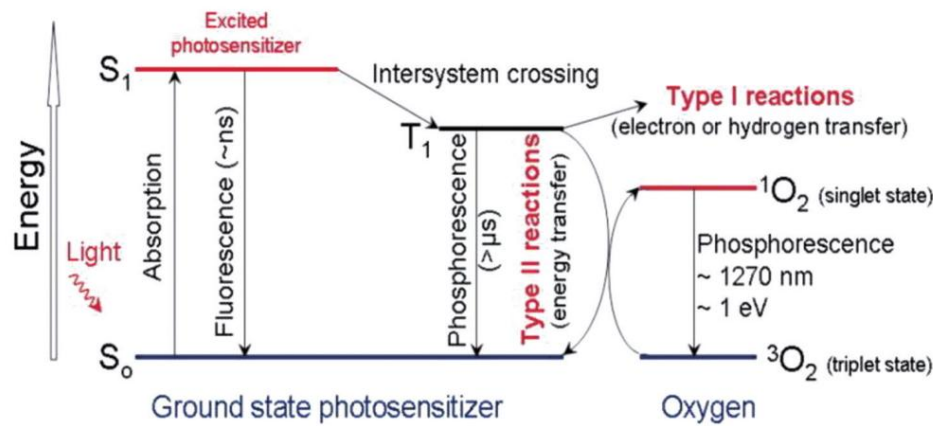 Excited
photosensitizer
S1
Intersystem crossing
Type I reactions
(electron or hydrogen transfer)
T1
Energy
Light
Absorption
Fluorescence (~ns)
Phosphorescence
(>μs)
Type II reactions
(energy transfer)
1O2 (singlet state)
Phosphorescence
~ 1270 nm
~ 1 eV
So
3O2 (triplet state)
Ground state photosensitizer
Oxygen